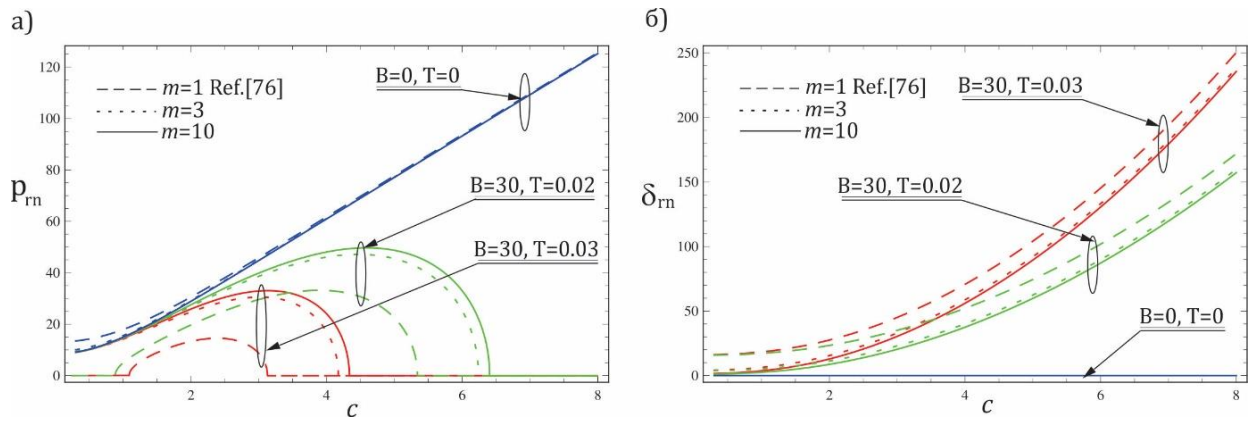 а)
120
100
80
60
40
20
0
p_rn
m=1 Ref.[76]
m=3
m=10
B=0, T=0
B=30, T=0.02
B=30, T=0.03
2
4
6
8
c
б)
250
200
150
100
50
0
δ_rn
m=1 Ref.[76]
m=3
m=10
B=30, T=0.03
B=30, T=0.02
B=0, T=0
2
4
6
8
c